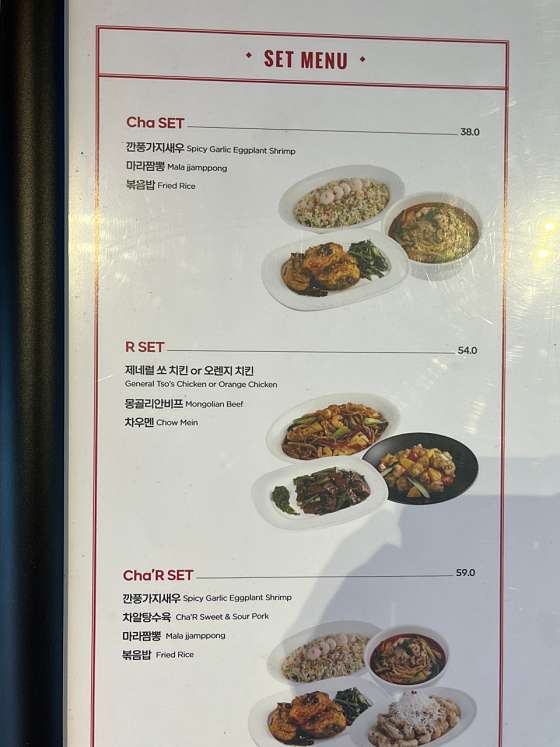 SET MENU
Cha SET 38.0
깐풍가지새우 Spicy Garlic Eggplant Shrimp
마라짬뽕 Mala jjamppong
볶음밥 Fried Rice
R SET 54.0
제네럴 쏘 치킨 or 오렌지 치킨
General Tso's Chicken or Orange Chicken
몽골리안비프 Mongolian Beef
차우멘 Chow Mein
Cha'R SET 59.0
깐풍가지새우 Spicy Garlic Eggplant Shrimp
차알탕수육 Cha'R Sweet & Sour Pork
마라짬뽕 Mala jjamppong
볶음밥 Fried Rice